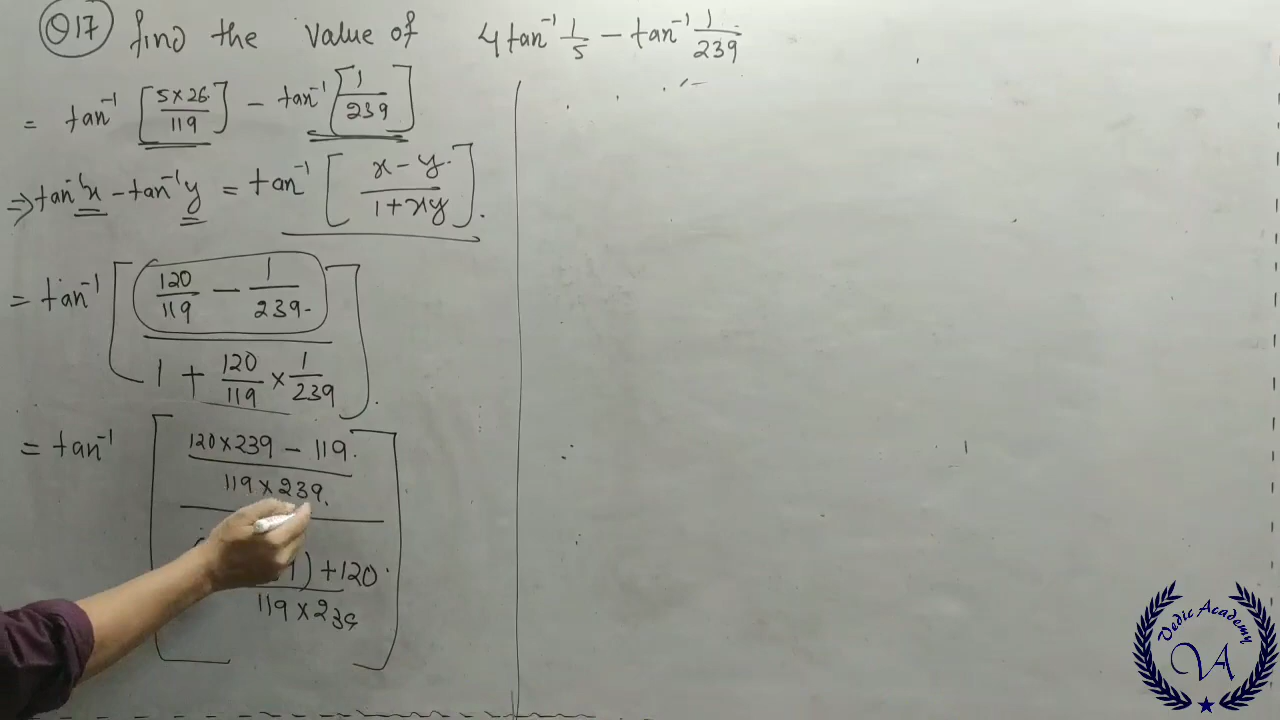 Q17 find the value of 4tan⁻¹ 1/5 − tan⁻¹ 1/239
= tan⁻¹ [5×26/119] − tan⁻¹ [1/239]
⇒ tan⁻¹x − tan⁻¹y = tan⁻¹ [x − y / 1 + xy].
= tan⁻¹ [120/119 − 1/239
1 + 120/119 × 1/239].
= tan⁻¹ [120×239 − 119
119×239
) +120
119×239]
Vedic Academy
VA